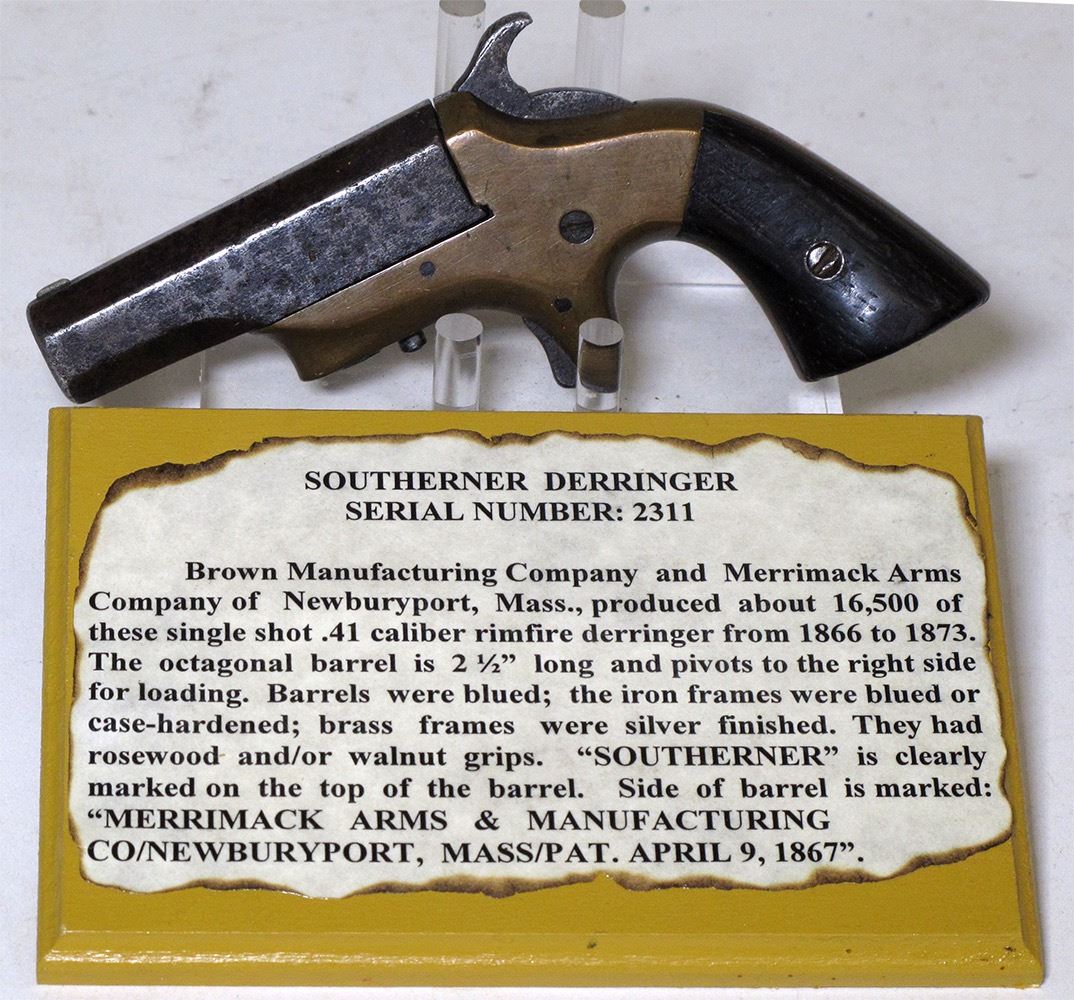 SOUTHERNER DERRINGER
SERIAL NUMBER: 2311
Brown Manufacturing Company and Merrimack Arms
Company of Newburyport, Mass., produced about 16,500 of
these single shot .41 caliber rimfire derringer from 1866 to 1873.
The octagonal barrel is 2 ½” long and pivots to the right side
for loading. Barrels were blued; the iron frames were blued or
case-hardened; brass frames were silver finished. They had
rosewood and/or walnut grips. “SOUTHERNER” is clearly
marked on the top of the barrel. Side of barrel is marked:
“MERRIMACK ARMS & MANUFACTURING
CO/NEWBURYPORT, MASS/PAT. APRIL 9, 1867”.